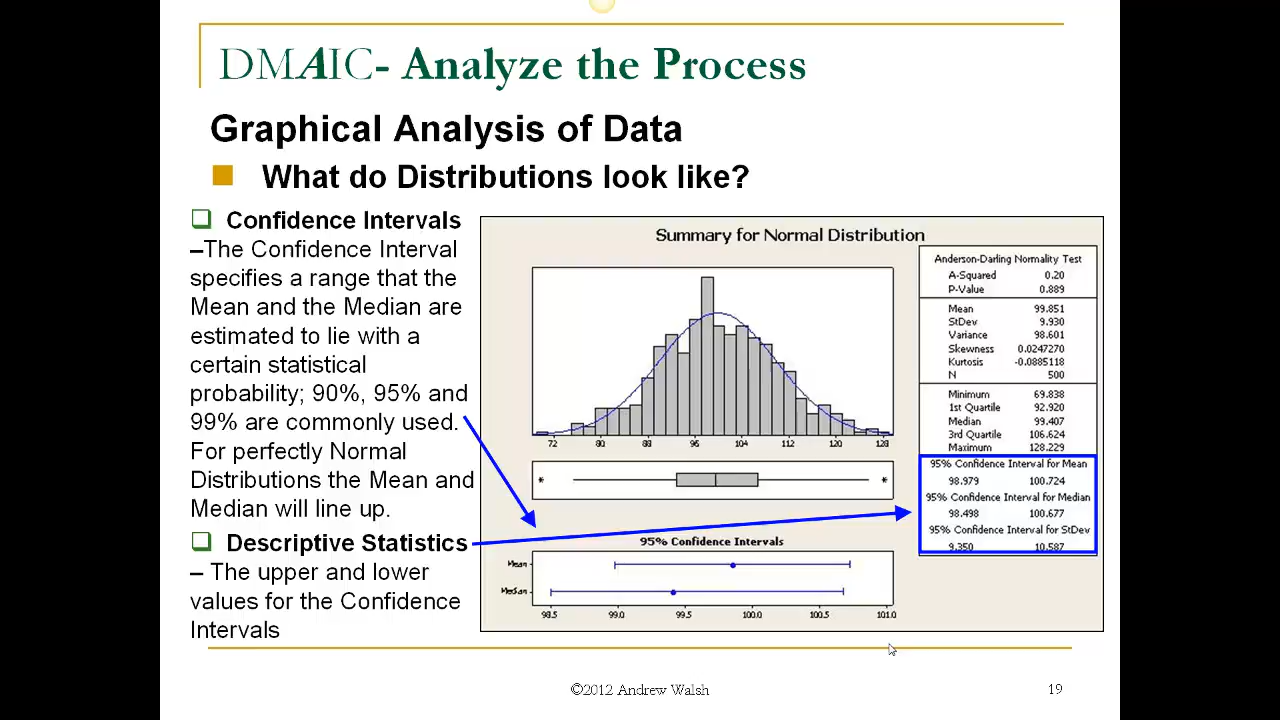 DMAIC- Analyze the Process
Graphical Analysis of Data
What do Distributions look like?
Confidence Intervals
–The Confidence Interval
specifies a range that the
Mean and the Median are
estimated to lie with a
certain statistical
probability; 90%, 95% and
99% are commonly used.
For perfectly Normal
Distributions the Mean and
Median will line up.
Descriptive Statistics
– The upper and lower
values for the Confidence
Intervals
Summary for Normal Distribution
72 80 88 96 104 112 120 128
* *
95% Confidence Intervals
Mean
Median
98.5 99.0 99.5 100.0 100.5 101.0
Anderson-Darling Normality Test
A-Squared 0.20
P-Value 0.889
Mean 99.851
StDev 9.930
Variance 98.601
Skewness 0.0247270
Kurtosis -0.0885118
N 500
Minimum 69.838
1st Quartile 92.920
Median 99.407
3rd Quartile 106.624
Maximum 128.229
95% Confidence Interval for Mean
98.979 100.724
95% Confidence Interval for Median
98.498 100.677
95% Confidence Interval for StDev
9.350 10.587
©2012 Andrew Walsh
19